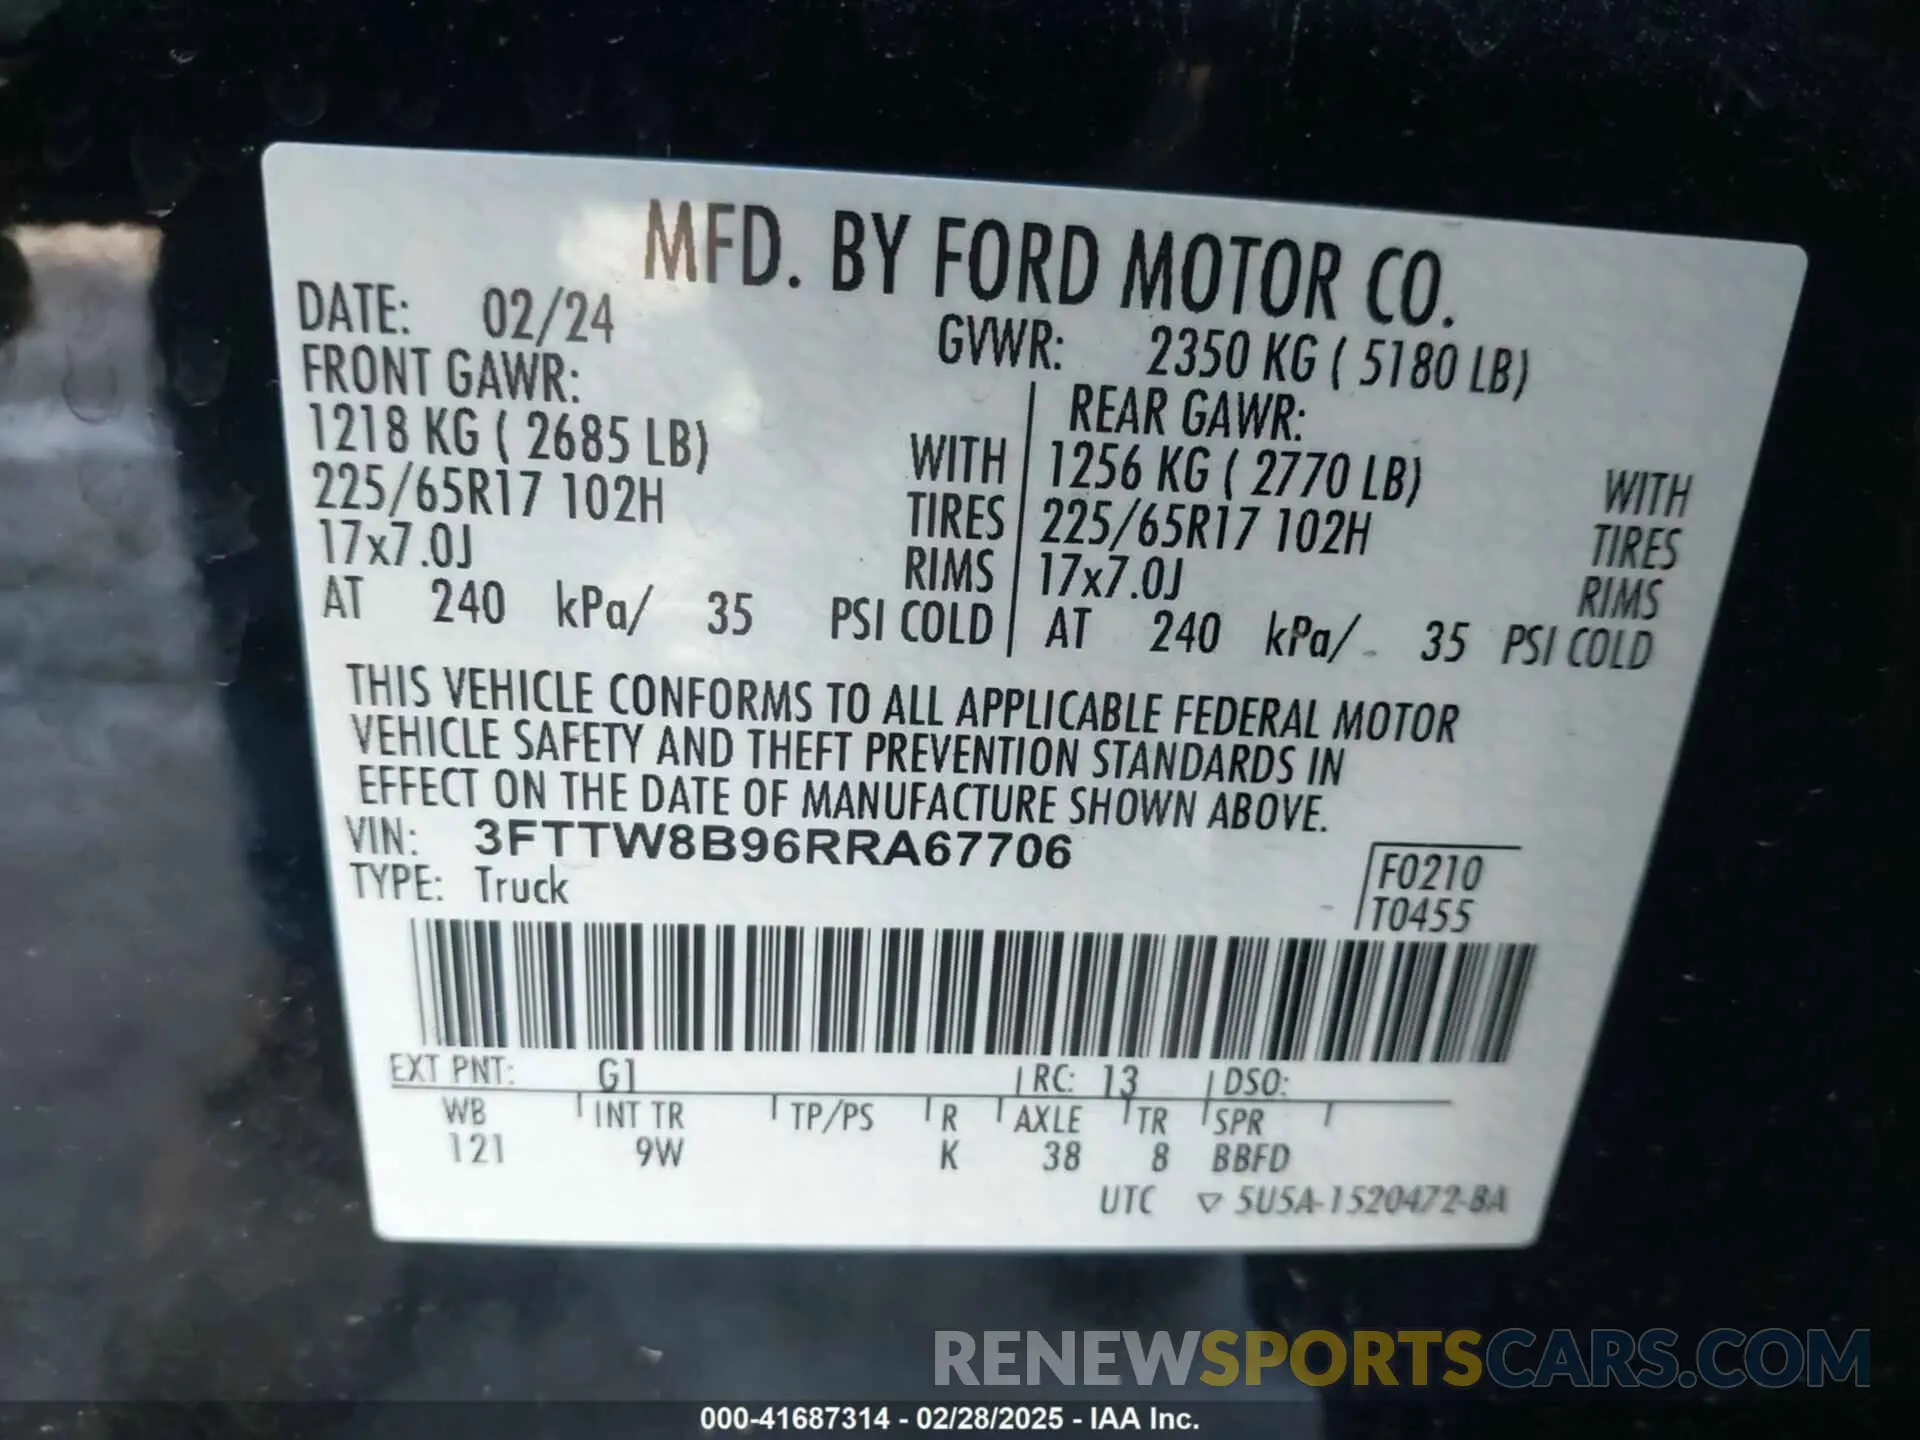 MFD. BY FORD MOTOR CO.
DATE: 02/24 GVWR: 2350 KG ( 5180 LB)
FRONT GAWR: REAR GAWR:
1218 KG ( 2685 LB) WITH 1256 KG ( 2770 LB) WITH
225/65R17 102H TIRES 225/65R17 102H TIRES
17x7.0J RIMS 17x7.0J RIMS
AT 240 kPa/ 35 PSI COLD AT 240 kPa/ 35 PSI COLD
THIS VEHICLE CONFORMS TO ALL APPLICABLE FEDERAL MOTOR
VEHICLE SAFETY AND THEFT PREVENTION STANDARDS IN
EFFECT ON THE DATE OF MANUFACTURE SHOWN ABOVE.
VIN: 3FTTW8B96RRA67706
TYPE: Truck
F0210
T0455
EXT PNT: G1 RC: 13 DSO:
WB INT TR TP/PS R AXLE TR SPR
121 9W K 38 8 BBFD
UTC ▽ 5U5A-1520472-BA
RENEWSPORTSCARS.COM
000-41687314 - 02/28/2025 - IAA Inc.